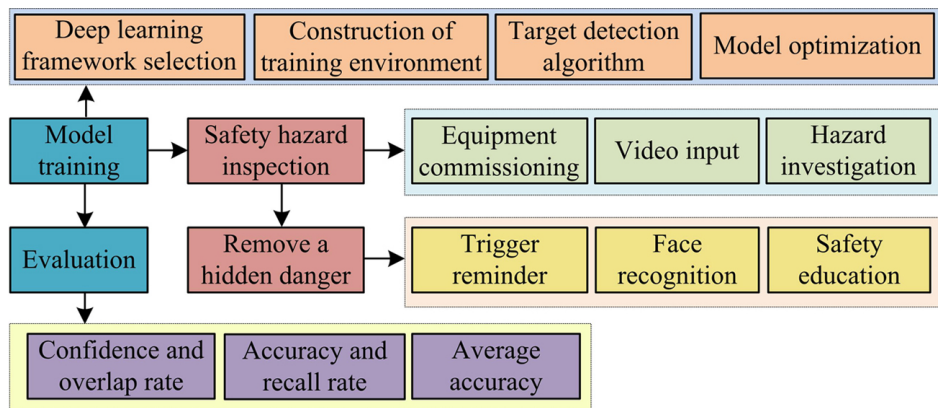 Deep learning
framework selection
Construction of
training environment
Target detection
algorithm
Model optimization
Model
training
Safety hazard
inspection
Equipment
commissioning
Video input
Hazard
investigation
Evaluation
Remove a
hidden danger
Trigger
reminder
Face
recognition
Safety
education
Confidence and
overlap rate
Accuracy and
recall rate
Average
accuracy